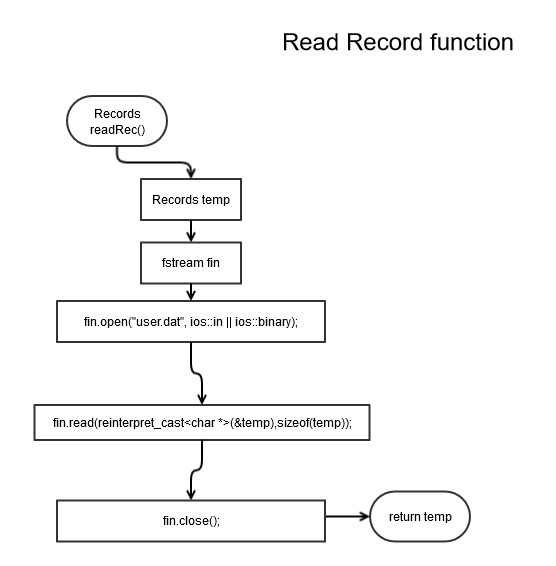 Read Record function
Records
readRec()
Records temp
fstream fin
fin.open("user.dat", ios::in || ios::binary);
fin.read(reinterpret_cast<char *>(&temp),sizeof(temp));
fin.close();
return temp